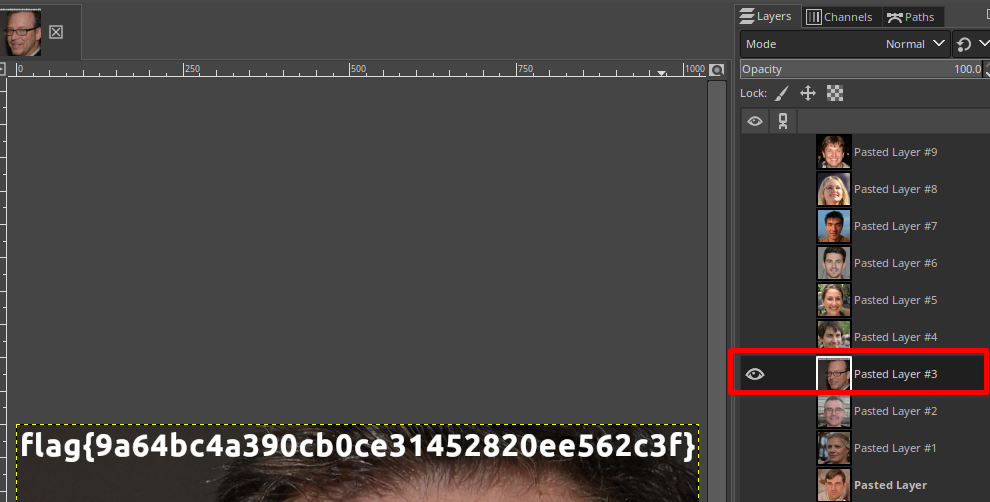 Layers
Channels
Paths
Mode
Normal
Opacity
100.0
Lock:
0
250
500
750
1000
Pasted Layer #9
Pasted Layer #8
Pasted Layer #7
Pasted Layer #6
Pasted Layer #5
Pasted Layer #4
Pasted Layer #3
Pasted Layer #2
Pasted Layer #1
Pasted Layer
flag{9a64bc4a390cb0ce31452820ee562c3f}